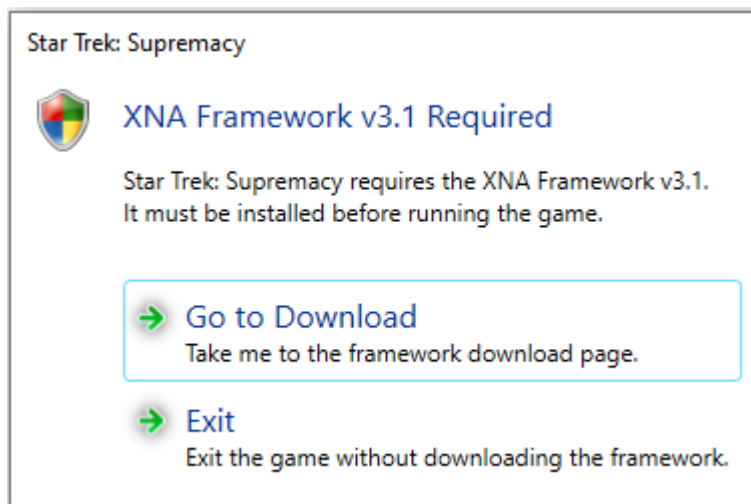 Star Trek: Supremacy
XNA Framework v3.1 Required
Star Trek: Supremacy requires the XNA Framework v3.1.
It must be installed before running the game.
Go to Download
Take me to the framework download page.
Exit
Exit the game without downloading the framework.